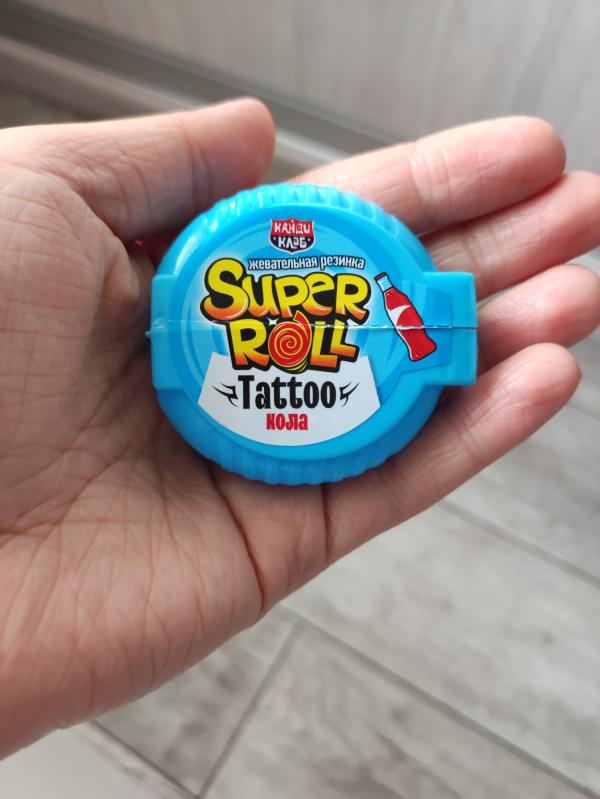 КАНДИ
КЛАБ
жевательная резинка
SUPER
ROLL
Tattoo
кола